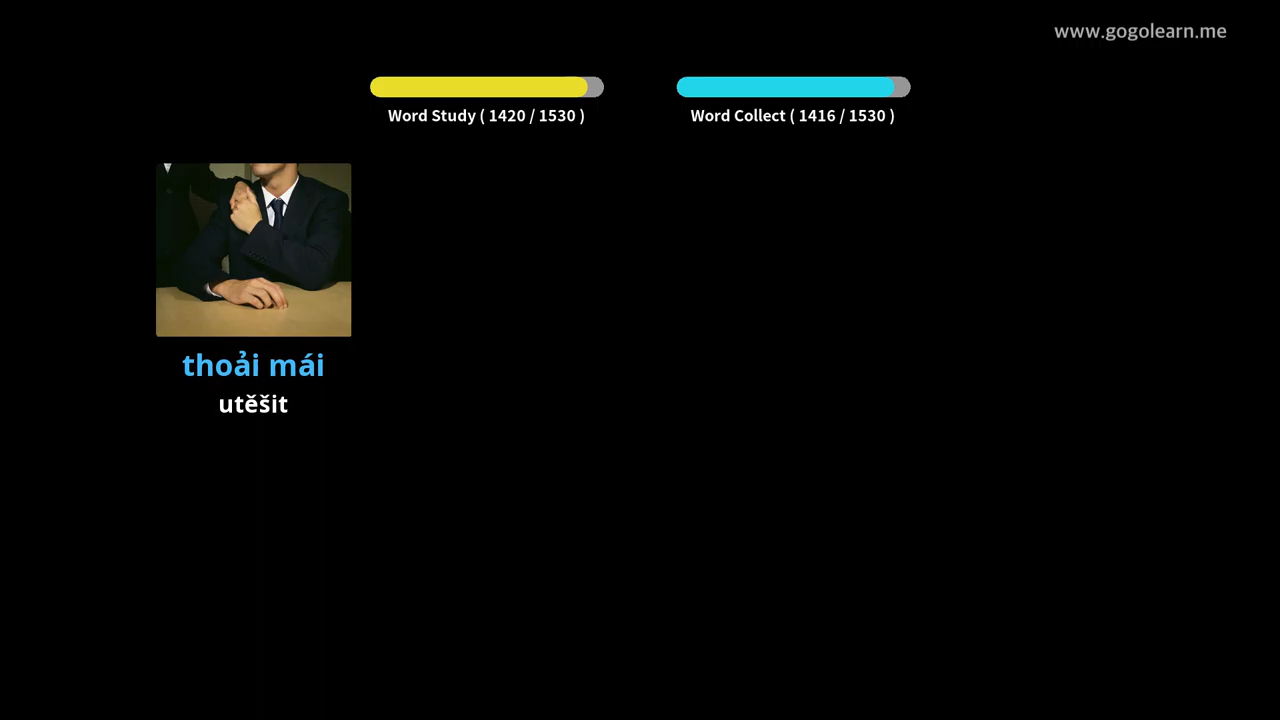 www.gogolearn.me
Word Study ( 1420 / 1530 )
Word Collect ( 1416 / 1530 )
thoải mái
utěšit